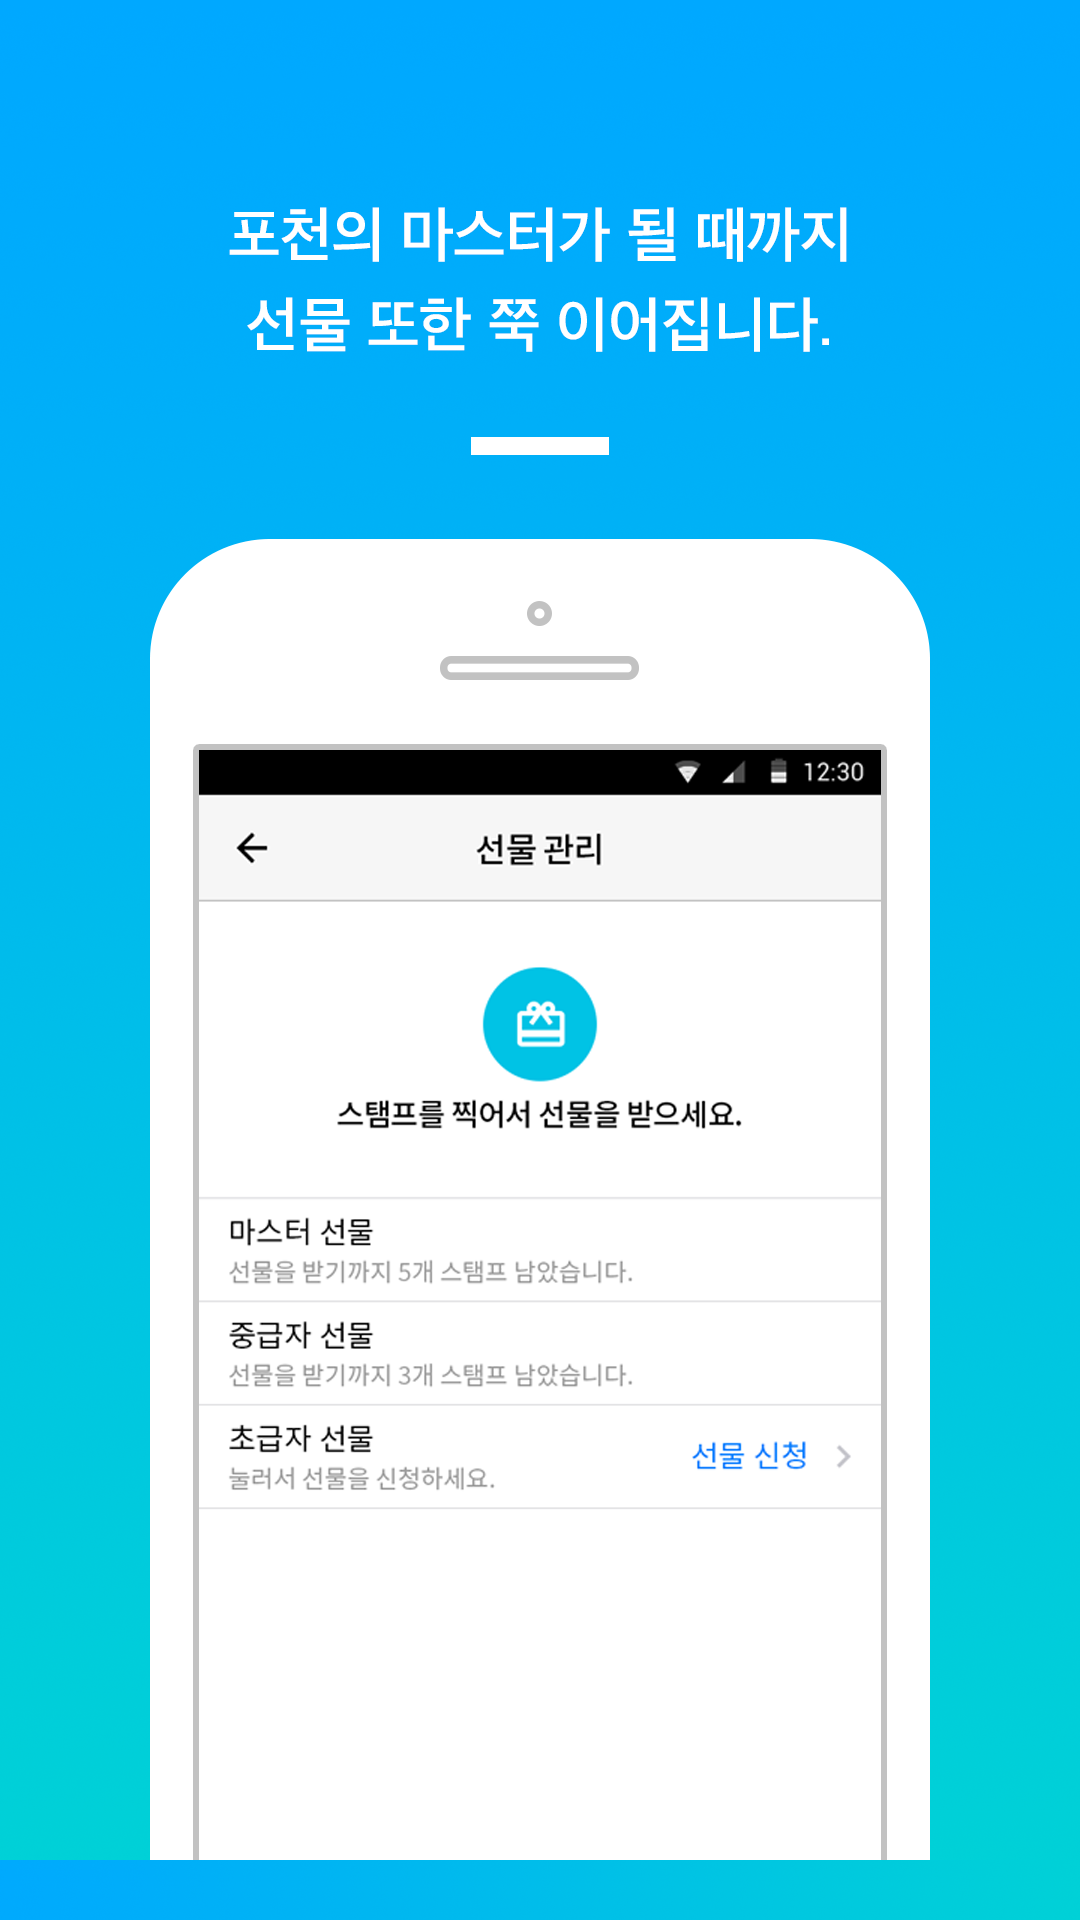 포천의 마스터가 될 때까지
선물 또한 쭉 이어집니다.
12:30
선물 관리
스탬프를 찍어서 선물을 받으세요.
마스터 선물
선물을 받기까지 5개 스탬프 남았습니다.
중급자 선물
선물을 받기까지 3개 스탬프 남았습니다.
초급자 선물
선물 신청
눌러서 선물을 신청하세요.